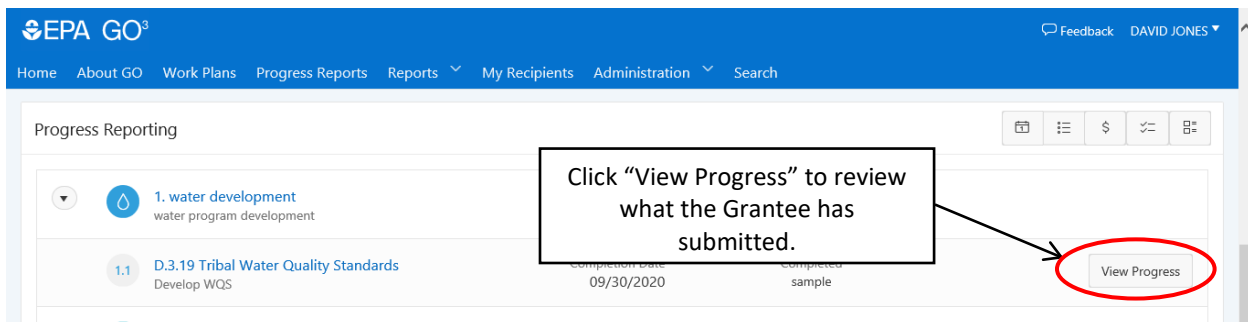 EPA GO³
Feedback DAVID JONES
Home About GO Work Plans Progress Reports Reports My Recipients Administration Search
Progress Reporting
Click “View Progress” to review
what the Grantee has
submitted.
1. water development
water program development
1.1 D.3.19 Tribal Water Quality Standards
Develop WQS
Completion Date
09/30/2020
Completed
sample
View Progress